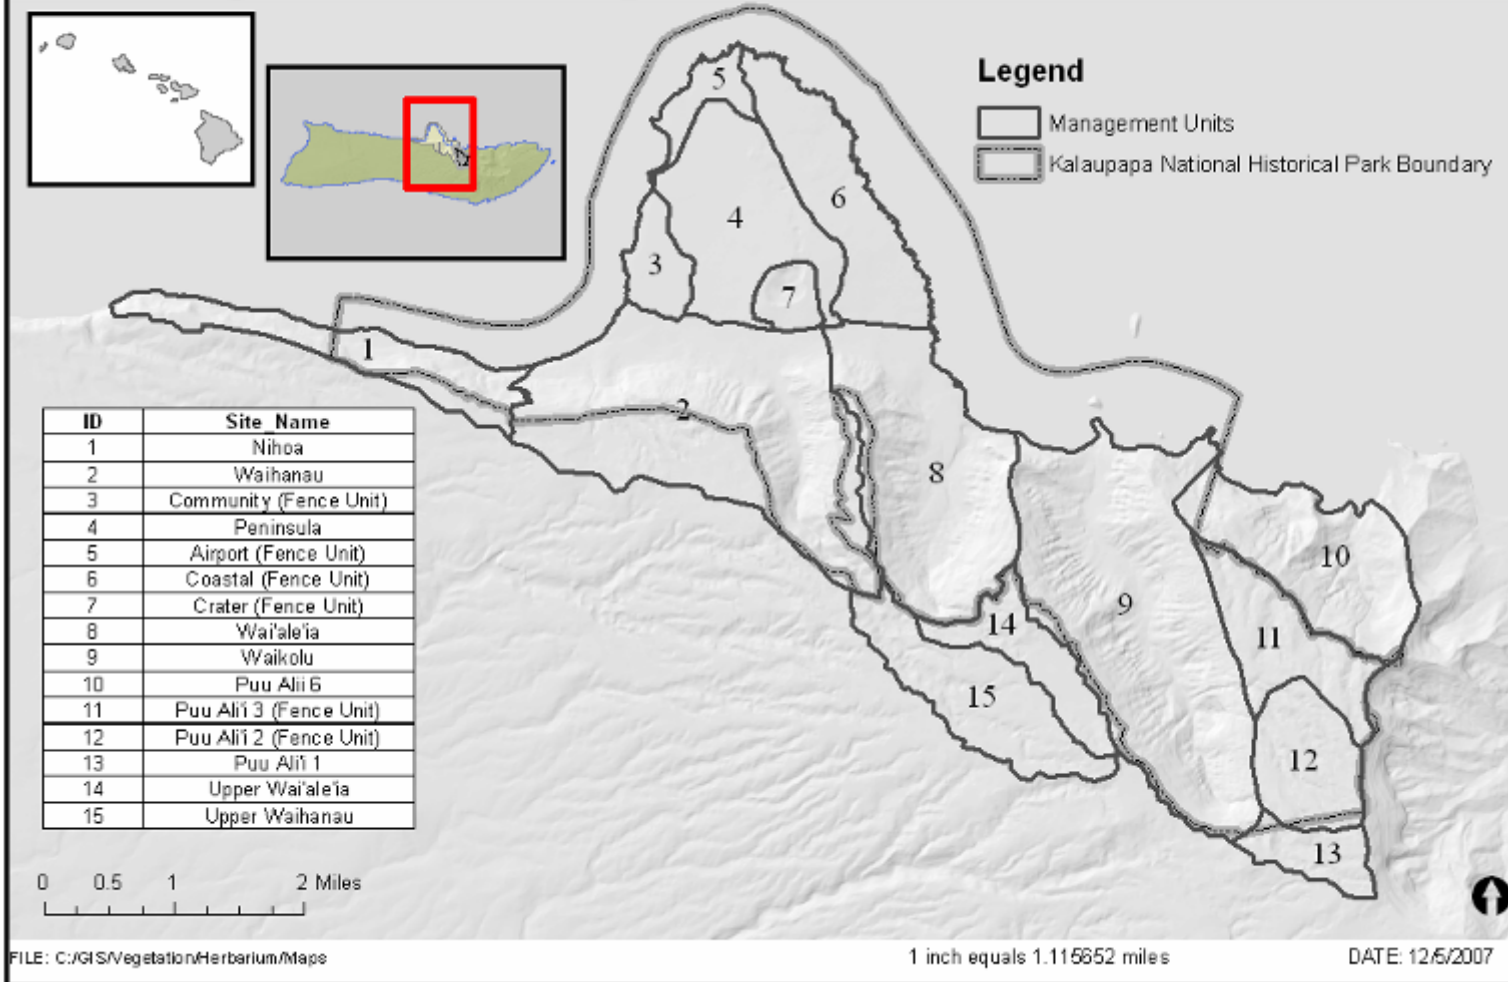 Legend
Management Units
Kalaupapa National Historical Park Boundary
5
6
4
3
7
1
2
8
10
9
11
14
15
12
13
ID Site_Name
1 Nihoa
2 Waihanau
3 Community (Fence Unit)
4 Peninsula
5 Airport (Fence Unit)
6 Coastal (Fence Unit)
7 Crater (Fence Unit)
8 Wai'ale'ia
9 Waikolu
10 Puu Alii 6
11 Puu Ali'i 3 (Fence Unit)
12 Puu Ali'i 2 (Fence Unit)
13 Puu Ali'i 1
14 Upper Wai'ale'ia
15 Upper Waihanau
0 0.5 1 2 Miles
FILE: C:/GIS/Vegetation/Herbarium/Maps
1 inch equals 1.115652 miles
DATE: 12/5/2007